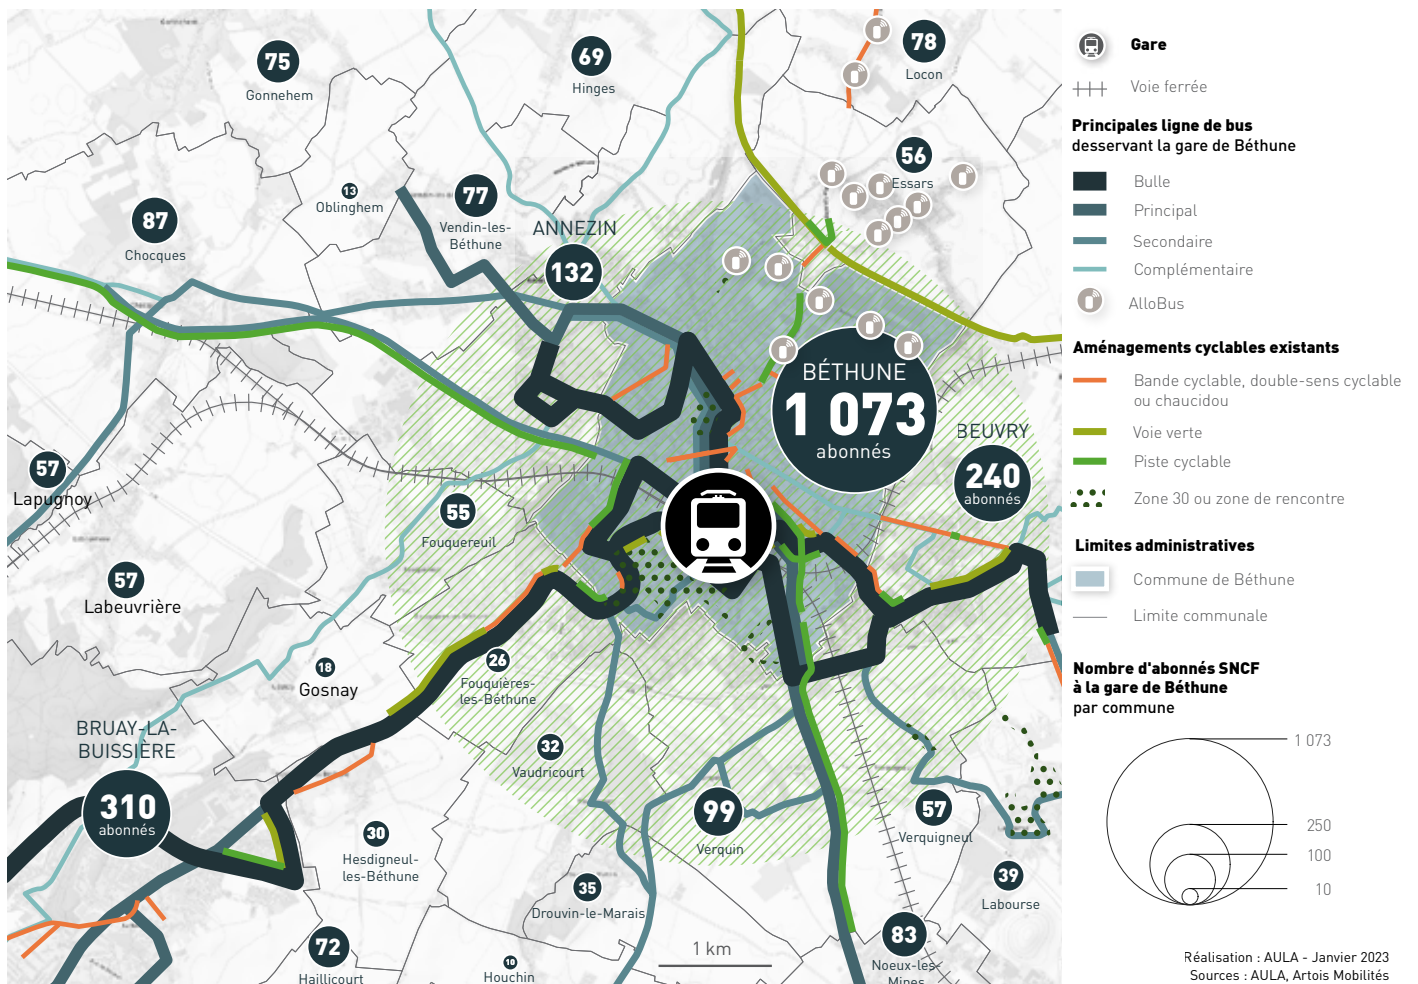 75
Gonnehem
69
Hinges
78
Locon
56
Essars
13
Oblinghem
77
Vendin-les-
Béthune
ANNEZIN
132
87
Chocques
BÉTHUNE
1 073
abonnés
BEUVRY
240
abonnés
57
Lapugnoy
55
Fouquereuil
57
Labeuvrière
18
Gosnay
26
Fouquières-
les-Béthune
BRUAY-LA-
BUISSIÈRE
310
abonnés
32
Vaudricourt
99
Verquin
57
Verquigneul
30
Hesdigneul-
les-Béthune
35
Drouvin-le-Marais
39
Labourse
72
Haillicourt
10
Houchin
1 km
83
Noeux-les-
Mines
Gare
Voie ferrée
Principales ligne de bus
desservant la gare de Béthune
Bulle
Principal
Secondaire
Complémentaire
AlloBus
Aménagements cyclables existants
Bande cyclable, double-sens cyclable
ou chaucidou
Voie verte
Piste cyclable
Zone 30 ou zone de rencontre
Limites administratives
Commune de Béthune
Limite communale
Nombre d'abonnés SNCF
à la gare de Béthune
par commune
1 073
250
100
10
Réalisation : AULA - Janvier 2023
Sources : AULA, Artois Mobilités